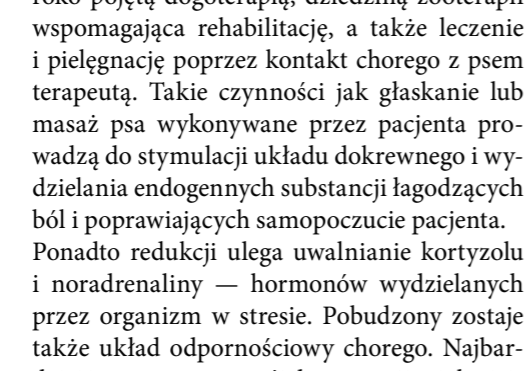 roko pojętą dogoterapią, dziedziną zooterapii
wspomagająca rehabilitację, a także leczenie
i pielęgnację poprzez kontakt chorego z psem
terapeutą. Takie czynności jak głaskanie lub
masaż psa wykonywane przez pacjenta pro-
wadzą do stymulacji układu dokrewnego i wy-
dzielania endogennych substancji łagodzących
ból i poprawiających samopoczucie pacjenta.
Ponadto redukcji ulega uwalnianie kortyzolu
i noradrenaliny — hormonów wydzielanych
przez organizm w stresie. Pobudzony zostaje
także układ odpornościowy chorego. Najbar-